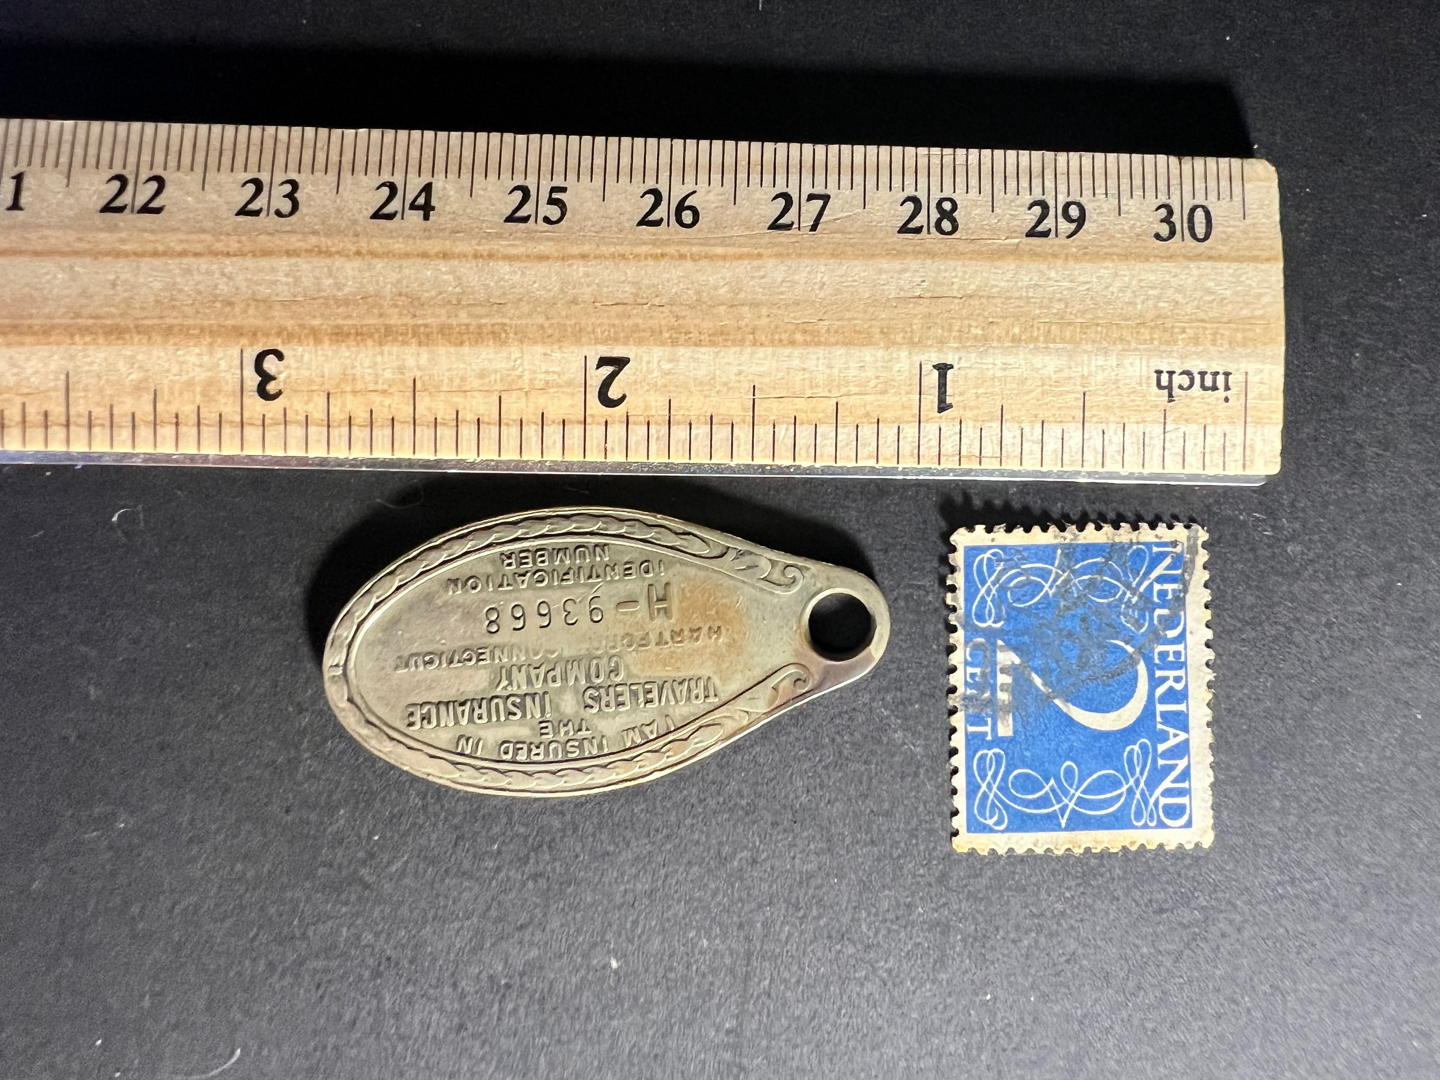 1 22 23 24 25 26 27 28 29 30
inch 1 2 3
I AM INSURED IN
THE
TRAVELERS INSURANCE
COMPANY
HARTFORD CONNECTICUT
H-93668
IDENTIFICATION
NUMBER
NEDERLAND
2
CENT